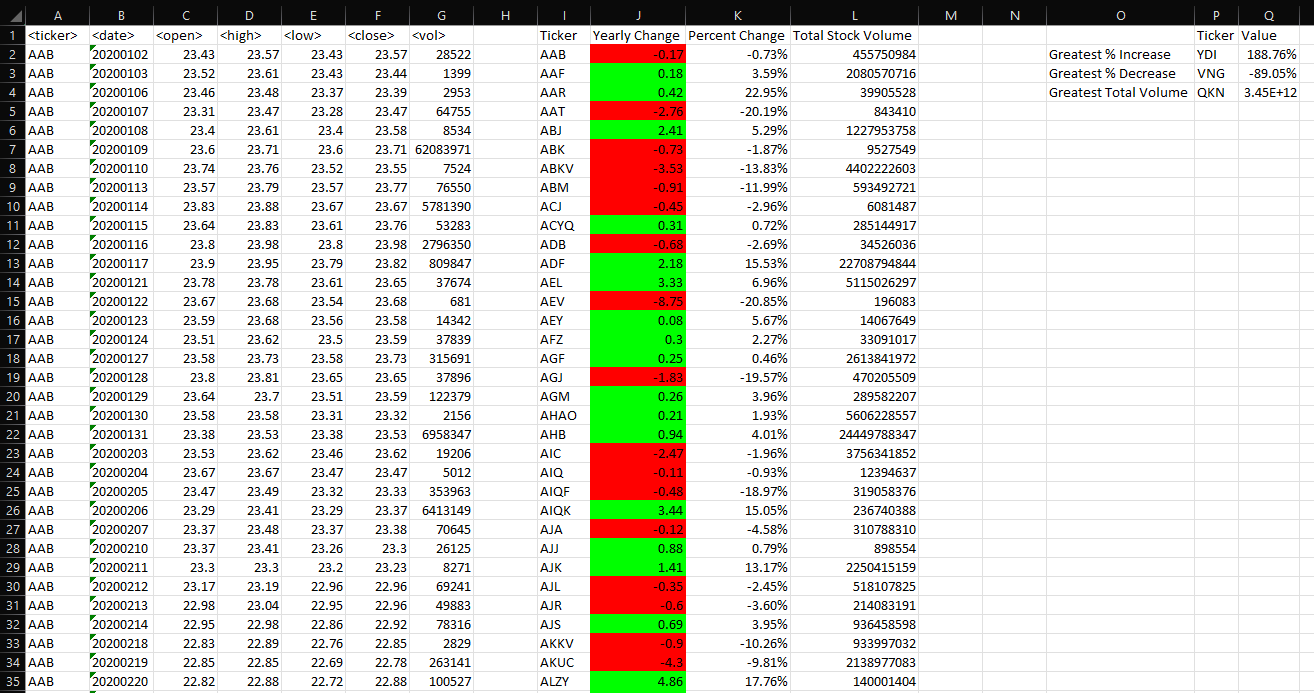 A B C D E F G H I J K L M N O P Q
1 <ticker> <date> <open> <high> <low> <close> <vol> Ticker Yearly Change Percent Change Total Stock Volume Ticker Value
2 AAB 20200102 23.43 23.57 23.43 23.57 28522 AAB -0.17 -0.73% 455750984 Greatest % Increase YDI 188.76%
3 AAB 20200103 23.52 23.61 23.43 23.44 1399 AAF 0.18 3.59% 2080570716 Greatest % Decrease VNG -89.05%
4 AAB 20200106 23.46 23.48 23.37 23.39 2953 AAR 0.42 22.95% 39905528 Greatest Total Volume QKN 3.45E+12
5 AAB 20200107 23.31 23.47 23.28 23.47 64755 AAT -2.76 -20.19% 843410
6 AAB 20200108 23.4 23.61 23.4 23.58 8534 ABJ 2.41 5.29% 1227953758
7 AAB 20200109 23.6 23.71 23.6 23.71 62083971 ABK -0.73 -1.87% 9527549
8 AAB 20200110 23.74 23.76 23.52 23.55 7524 ABKV -3.53 -13.83% 4402222603
9 AAB 20200113 23.57 23.79 23.57 23.77 76550 ABM -0.91 -11.99% 593492721
10 AAB 20200114 23.83 23.88 23.67 23.67 5781390 ACJ -0.45 -2.96% 6081487
11 AAB 20200115 23.64 23.83 23.61 23.76 53283 ACYQ 0.31 0.72% 285144917
12 AAB 20200116 23.8 23.98 23.8 23.98 2796350 ADB -0.68 -2.69% 34526036
13 AAB 20200117 23.9 23.95 23.79 23.82 809847 ADF 2.18 15.53% 22708794844
14 AAB 20200121 23.78 23.78 23.61 23.65 37674 AEL 3.33 6.96% 5115026297
15 AAB 20200122 23.67 23.68 23.54 23.68 681 AEV -8.75 -20.85% 196083
16 AAB 20200123 23.59 23.68 23.56 23.58 14342 AEY 0.08 5.67% 14067649
17 AAB 20200124 23.51 23.62 23.5 23.59 37839 AFZ 0.3 2.27% 33091017
18 AAB 20200127 23.58 23.73 23.58 23.73 315691 AGF 0.25 0.46% 2613841972
19 AAB 20200128 23.8 23.81 23.65 23.65 37896 AGJ -1.83 -19.57% 470205509
20 AAB 20200129 23.64 23.7 23.51 23.59 122379 AGM 0.26 3.96% 289582207
21 AAB 20200130 23.58 23.58 23.31 23.32 2156 AHAO 0.21 1.93% 5606228557
22 AAB 20200131 23.38 23.53 23.38 23.53 6958347 AHB 0.94 4.01% 24449788347
23 AAB 20200203 23.53 23.62 23.46 23.62 19206 AIC -2.47 -1.96% 3756341852
24 AAB 20200204 23.67 23.67 23.47 23.47 5012 AIQ -0.11 -0.93% 12394637
25 AAB 20200205 23.47 23.49 23.32 23.33 353963 AIQF -0.48 -18.97% 319058376
26 AAB 20200206 23.29 23.41 23.29 23.37 6413149 AIQK 3.44 15.05% 236740388
27 AAB 20200207 23.37 23.48 23.37 23.38 70645 AJA -0.12 -4.58% 310788310
28 AAB 20200210 23.37 23.41 23.26 23.3 26125 AJJ 0.88 0.79% 898554
29 AAB 20200211 23.3 23.3 23.2 23.23 8271 AJK 1.41 13.17% 2250415159
30 AAB 20200212 23.17 23.19 22.96 22.96 69241 AJL -0.35 -2.45% 518107825
31 AAB 20200213 22.98 23.04 22.95 22.96 49883 AJR -0.6 -3.60% 214083191
32 AAB 20200214 22.95 22.98 22.86 22.92 78316 AJS 0.69 3.95% 936458598
33 AAB 20200218 22.83 22.89 22.76 22.85 2829 AKKV -0.9 -10.26% 933997032
34 AAB 20200219 22.85 22.85 22.69 22.78 263141 AKUC -4.3 -9.81% 2138977083
35 AAB 20200220 22.82 22.88 22.72 22.88 100527 ALZY 4.86 17.76% 140001404